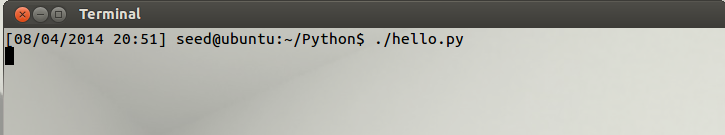 Terminal
[08/04/2014 20:51] seed@ubuntu:~/Python$ ./hello.py